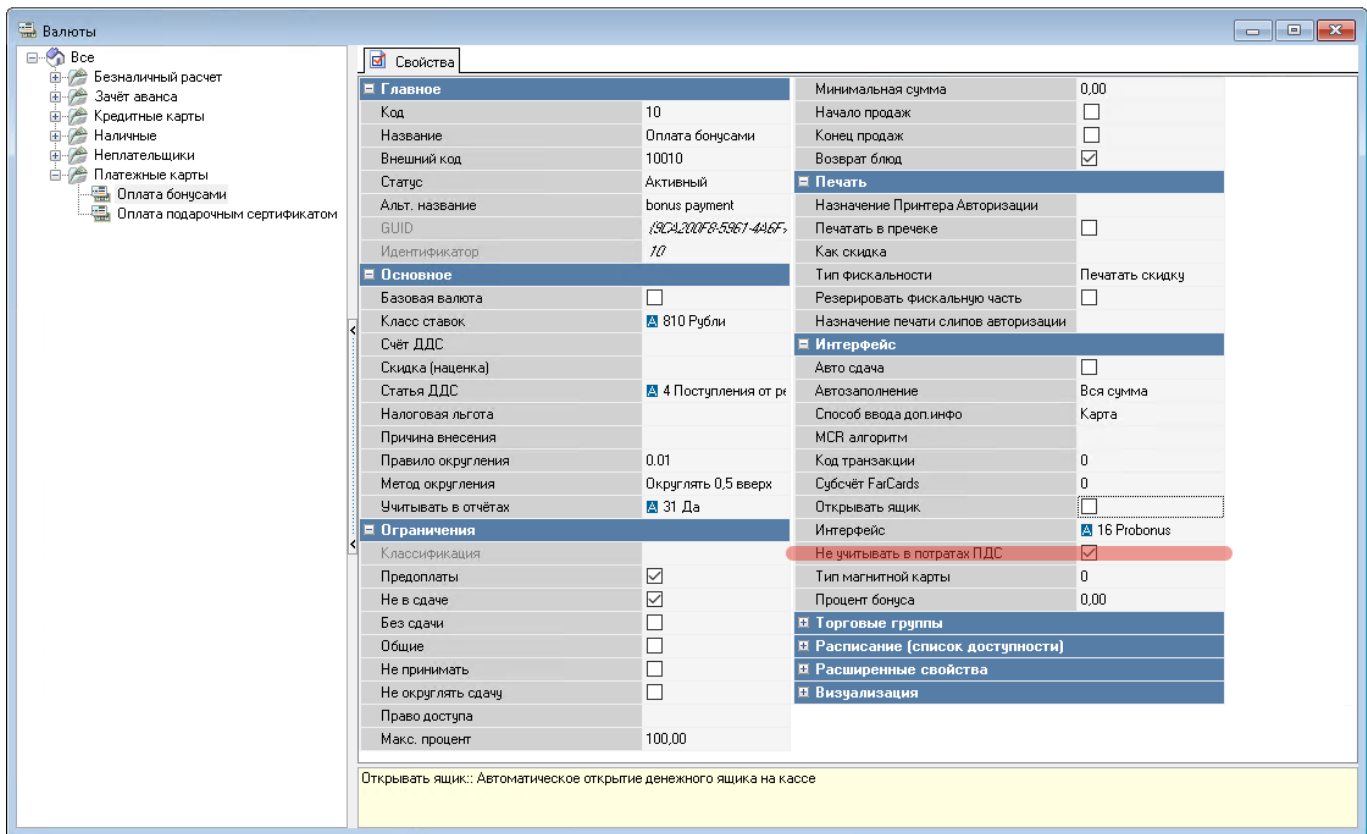 Валюты
Все
Безналичный расчет
Зачёт аванса
Кредитные карты
Наличные
Неплательщики
Платежные карты
Оплата бонусами
Оплата подарочным сертификатом
Свойства
Главное
Код 10
Название Оплата бонусами
Внешний код 10010
Статус Активный
Альт. название bonus payment
GUID
Идентификатор 10
Основное
Базовая валюта
Класс ставок 810 Рубли
Счёт ДДС
Скидка (наценка)
Статья ДДС 4 Поступления от ре
Налоговая льгота
Причина внесения
Правило округления 0.01
Метод округления Округлять 0,5 вверх
Учитывать в отчётах 31 Да
Ограничения
Классификация
Предоплаты
Не в сдаче
Без сдачи
Общие
Не принимать
Не округлять сдачу
Право доступа
Макс. процент 100,00
Минимальная сумма 0,00
Начало продаж
Конец продаж
Возврат блюд
Печать
Назначение Принтера Авторизации
Печатать в пречеке
Как скидка
Тип фискальности Печатать скидку
Резерировать фискальную часть
Назначение печати слипов авторизации
Интерфейс
Авто сдача
Автозаполнение Вся сумма
Способ ввода доп.инфо Карта
MCR алгоритм
Код транзакции 0
Субсчёт FarCards 0
Открывать ящик
Интерфейс 16 Probonus
Не учитывать в потратах ПДС
Тип магнитной карты 0
Процент бонуса 0,00
Торговые группы
Расписание (список доступности)
Расширенные свойства
Визуализация
Открывать ящик:: Автоматическое открытие денежного ящика на кассе